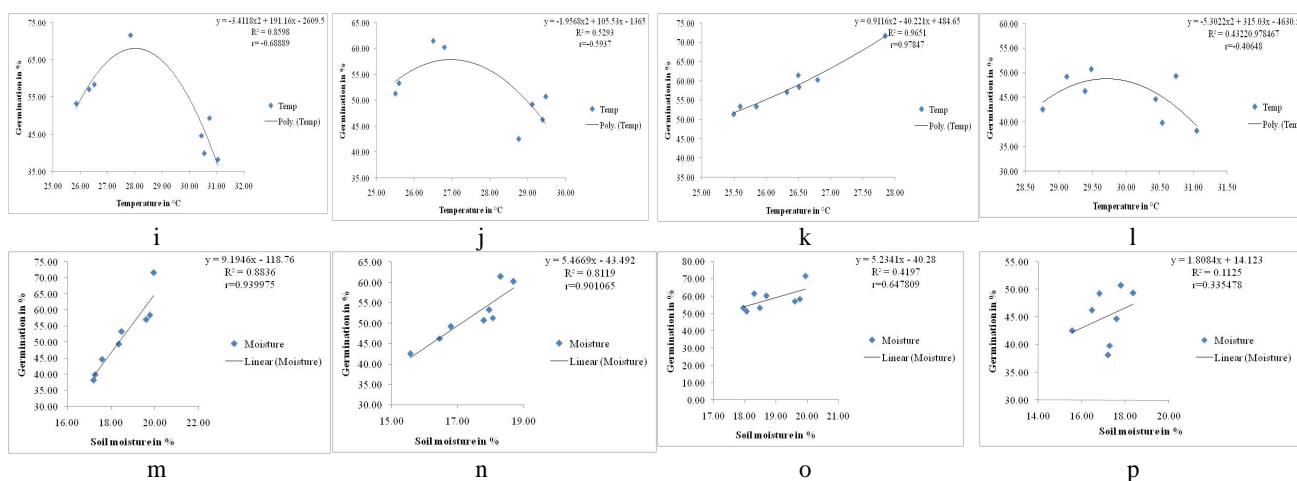 y = -3.4118x2 + 191.16x - 2609.5
R² = 0.8598
r=-0.68889
75.00
65.00
55.00
45.00
35.00
Germination in %
Temp
Poly. (Temp)
25.00 26.00 27.00 28.00 29.00 30.00 31.00 32.00
Temperature in °C
i
y = -1.9568x2 + 105.53x - 1365
R² = 0.5293
r=-0.5937
65.00
60.00
55.00
50.00
45.00
40.00
35.00
Germination in %
Temp
Poly. (Temp)
25.00 26.00 27.00 28.00 29.00 30.00
Temperature in °C
j
y = 0.9116x2 - 40.221x + 484.65
R² = 0.9651
r=0.97847
75.00
70.00
65.00
60.00
55.00
50.00
45.00
40.00
35.00
Germination in %
Temp
Poly. (Temp)
25.00 25.50 26.00 26.50 27.00 27.50 28.00
Temperature in °C
k
y = -5.3022x2 + 315.03x - 4630.
R² = 0.43220.978467
r=-0.40648
60.00
55.00
50.00
45.00
40.00
35.00
Germination in %
Temp
Poly. (Temp)
28.50 29.00 29.50 30.00 30.50 31.00 31.50
Temperature in °C
l
y = 9.1946x - 118.76
R² = 0.8836
r=0.939975
75.00
70.00
65.00
60.00
55.00
50.00
45.00
40.00
35.00
30.00
Germination in %
Moisture
Linear (Moisture)
16.00 18.00 20.00 22.00
Soil moisture in %
m
y = 5.4669x - 43.492
R² = 0.8119
r=0.901065
65.00
60.00
55.00
50.00
45.00
40.00
35.00
30.00
Germination in %
Moisture
Linear (Moisture)
15.00 17.00 19.00
Soil moisture in %
n
y = 5.2341x - 40.28
R² = 0.4197
r=0.647809
80.00
70.00
60.00
50.00
40.00
30.00
20.00
10.00
0.00
Germination in %
Moisture
Linear (Moisture)
17.00 18.00 19.00 20.00 21.00
Soil moisture in %
o
y = 1.8084x + 14.123
R² = 0.1125
r=0.335478
55.00
50.00
45.00
40.00
35.00
30.00
Germination in %
Moisture
Linear (Moisture)
14.00 16.00 18.00 20.00
Soil moisture in %
p